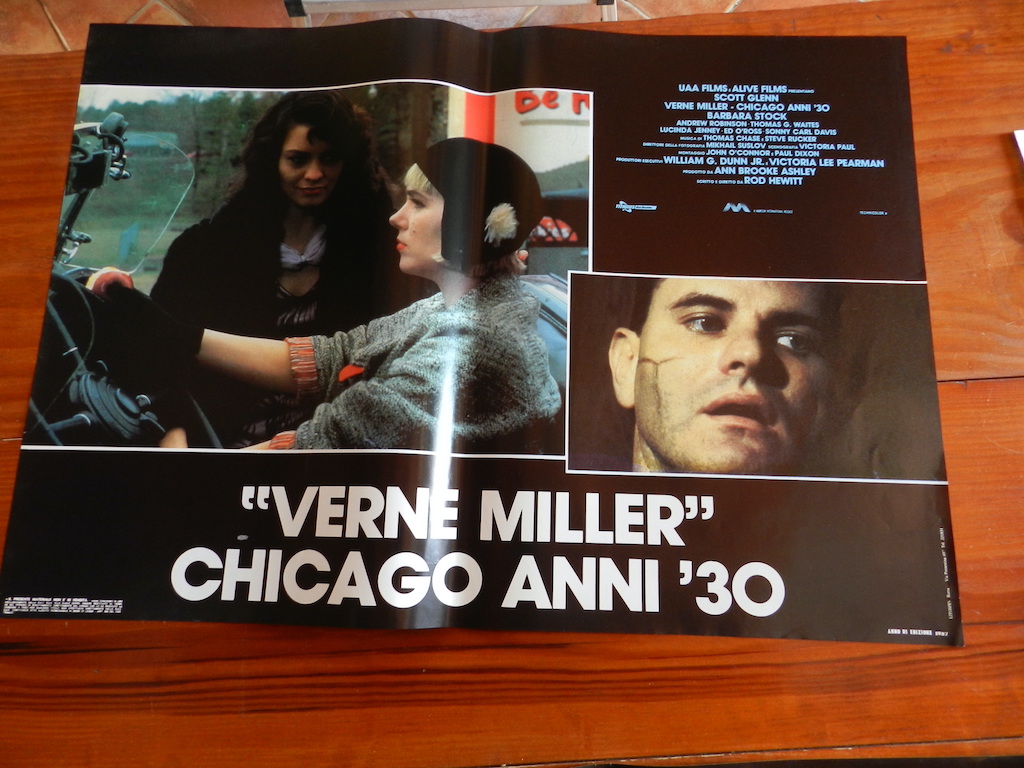 Be
UAA FILMS e ALIVE FILMS PRESENTANO
SCOTT GLENN
VERNE MILLER - CHICAGO ANNI '30
BARBARA STOCK
ANDREW ROBINSON · THOMAS G. WAITES
LUCINDA JENNEY · ED O'ROSS · SONNY CARL DAVIS
MUSICA DI THOMAS CHASE e STEVE RUCKER
DIRETTORE DELLA FOTOGRAFIA MIKHAIL SUSLOV SCENOGRAFIA VICTORIA PAUL
MONTAGGIO JOHN O'CONNOR e PAUL DIXON
PRODUTTORI ESECUTIVI WILLIAM G. DUNN JR. e VICTORIA LEE PEARMAN
PRODOTTO DA ANN BROOKE ASHLEY
SCRITTO E DIRETTO DA ROD HEWITT
TECHNICOLOR
"VERNE MILLER"
CHICAGO ANNI '30
ANNO DI EDIZIONE